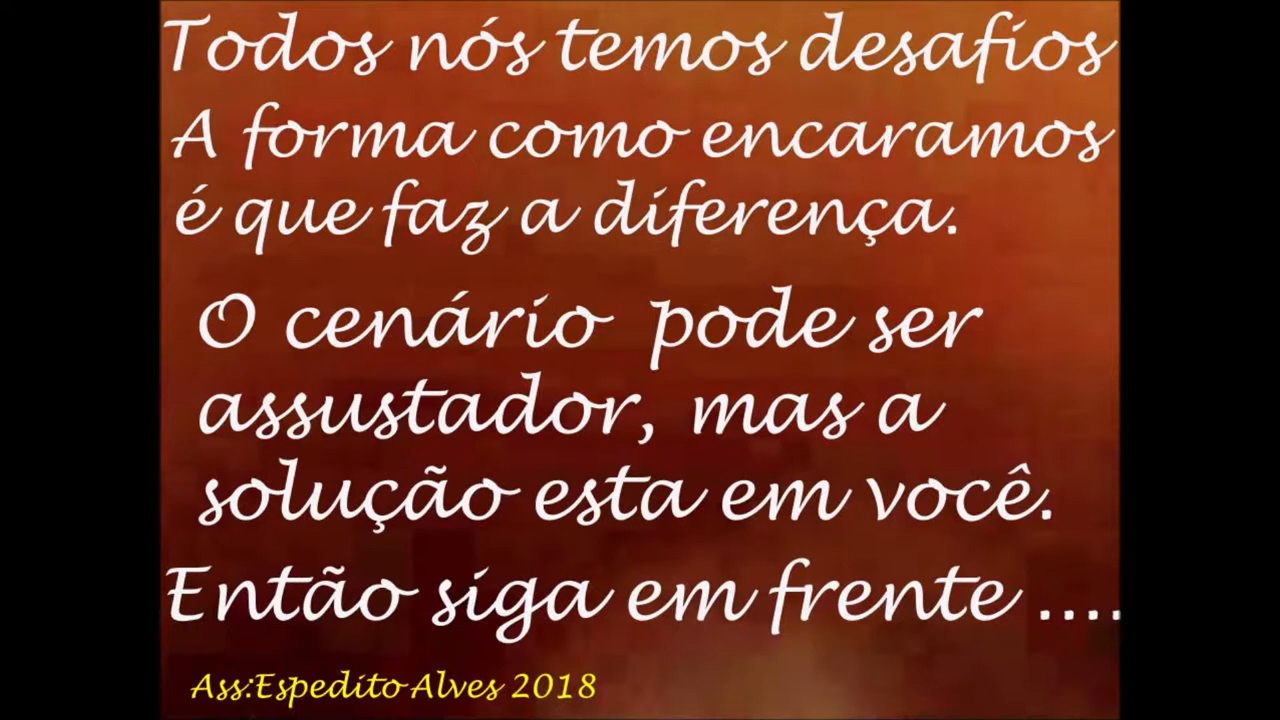 Todos nós temos desafios
A forma como encaramos
é que faz a diferença.
O cenário pode ser
assustador, mas a
solução esta em você.
Então siga em frente ....
Ass:Espedito Alves 2018